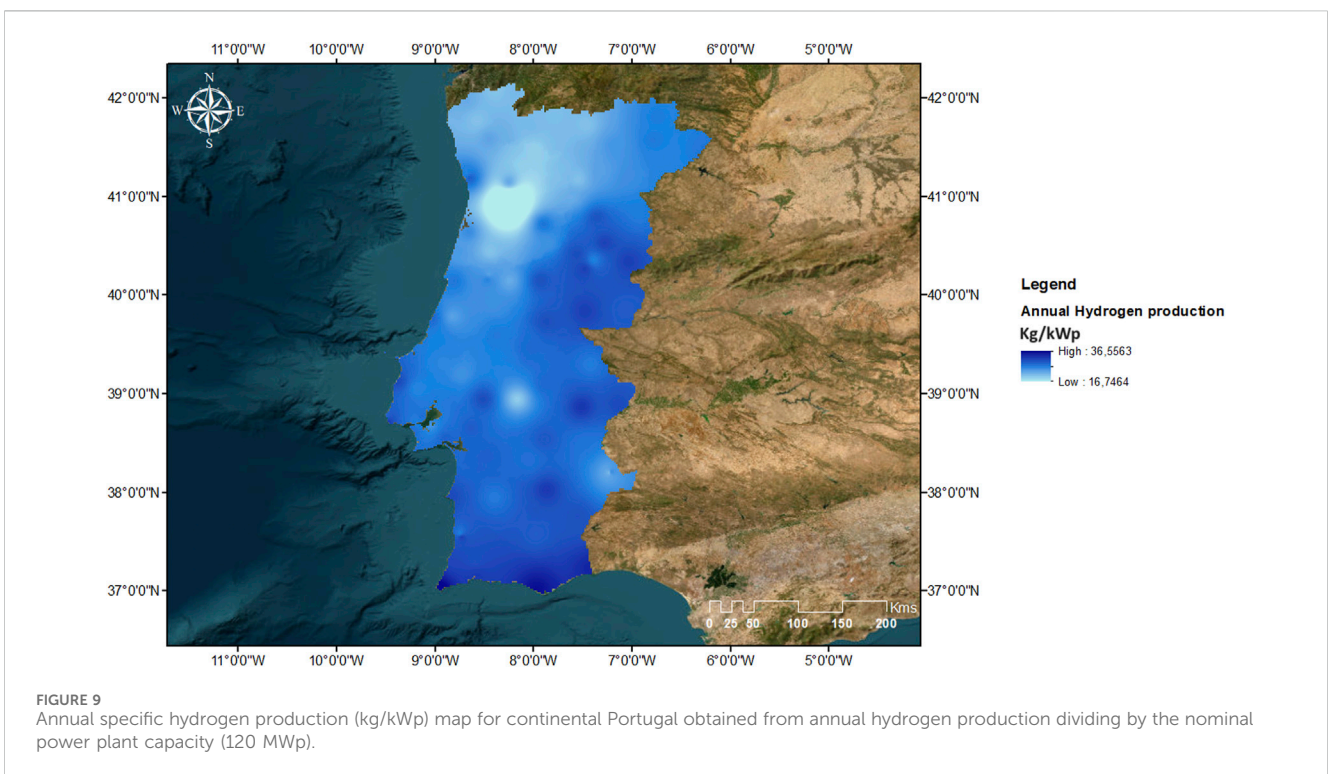 11°0'0"W 10°0'0"W 9°0'0"W 8°0'0"W 7°0'0"W 6°0'0"W 5°0'0"W
N
W E
S
42°0'0"N 42°0'0"N
41°0'0"N 41°0'0"N
40°0'0"N 40°0'0"N
39°0'0"N 39°0'0"N
38°0'0"N 38°0'0"N
37°0'0"N 37°0'0"N
Legend
Annual Hydrogen production
Kg/kWp
High : 36,5563
Low : 16,7464
Kms
0 25 50 100 150 200
11°0'0"W 10°0'0"W 9°0'0"W 8°0'0"W 7°0'0"W 6°0'0"W 5°0'0"W
FIGURE 9
Annual specific hydrogen production (kg/kWp) map for continental Portugal obtained from annual hydrogen production dividing by the nominal
power plant capacity (120 MWp).